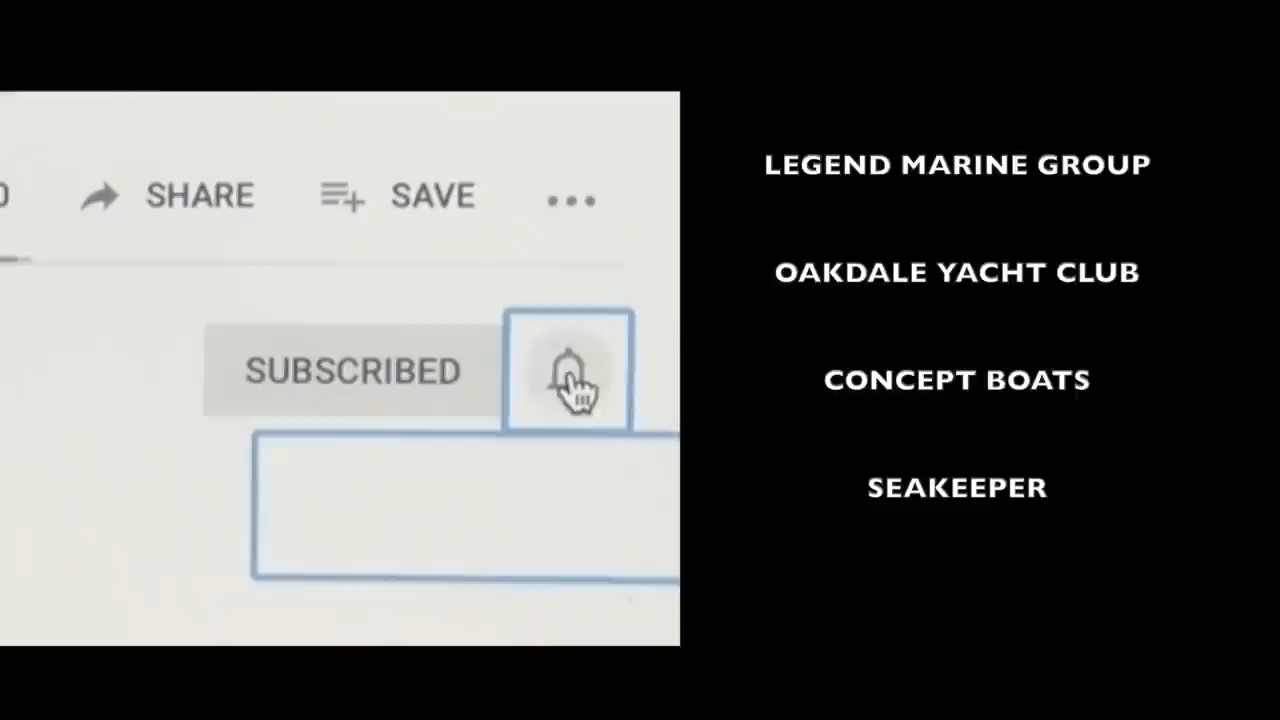 SHARE SAVE
SUBSCRIBED
LEGEND MARINE GROUP
OAKDALE YACHT CLUB
CONCEPT BOATS
SEAKEEPER